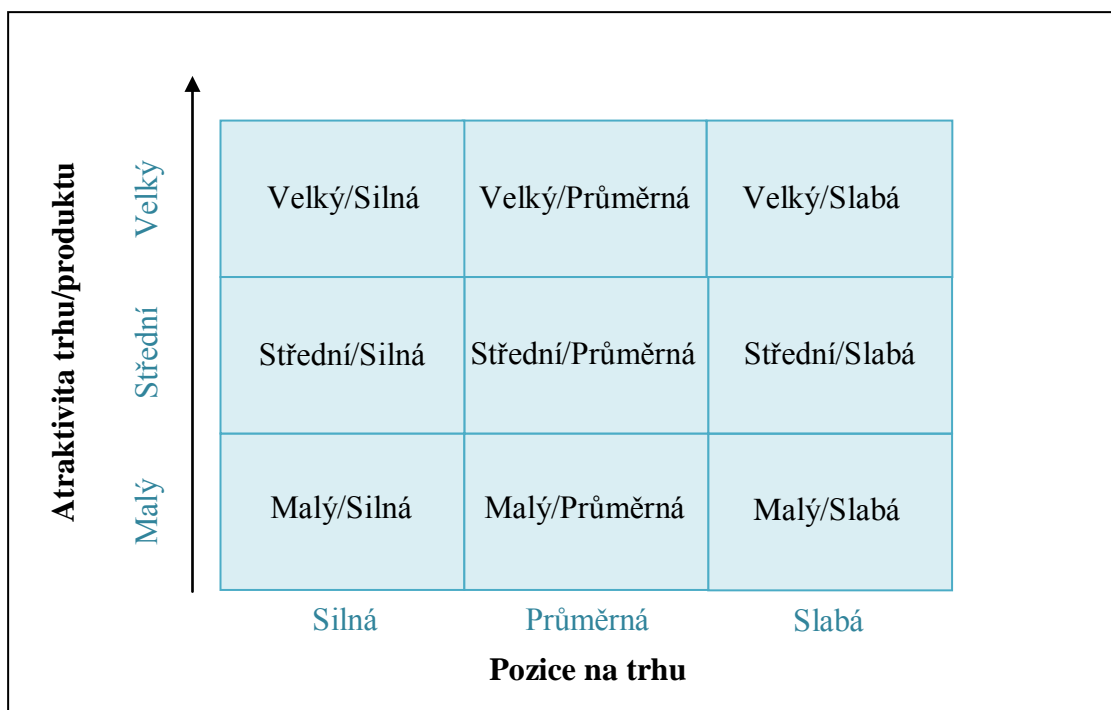 Atraktivita trhu/produktu
Velký
Velký/Silná
Velký/Průměrná
Velký/Slabá
Střední
Střední/Silná
Střední/Průměrná
Střední/Slabá
Malý
Malý/Silná
Malý/Průměrná
Malý/Slabá
Silná
Průměrná
Slabá
Pozice na trhu